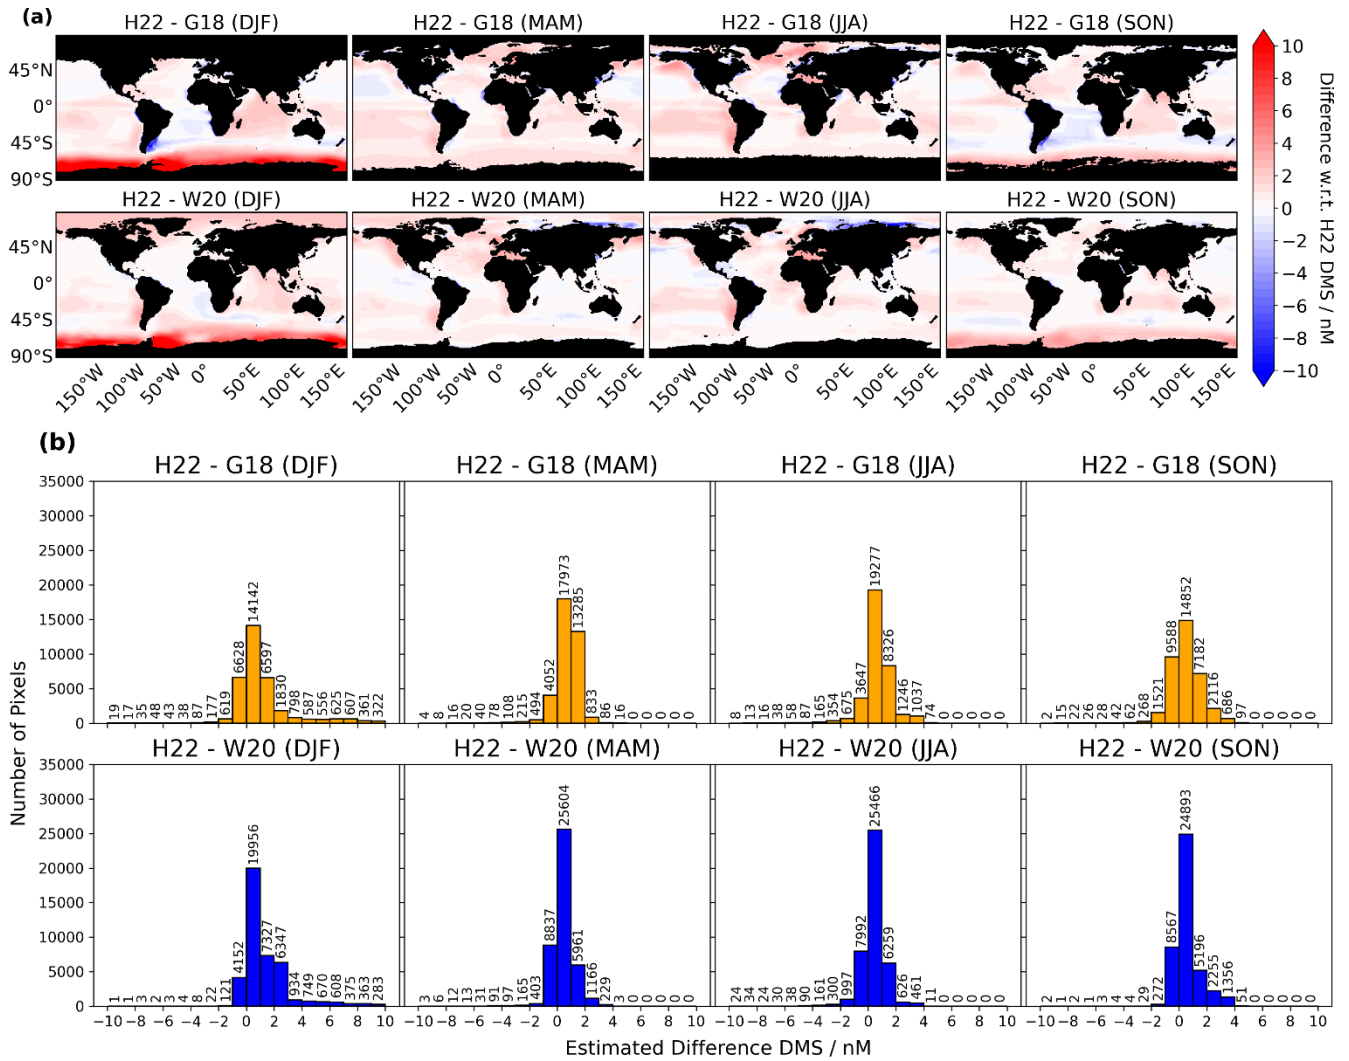 (a)
H22 - G18 (DJF) H22 - G18 (MAM) H22 - G18 (JJA) H22 - G18 (SON)
45°N
0°
45°S
90°S
H22 - W20 (DJF) H22 - W20 (MAM) H22 - W20 (JJA) H22 - W20 (SON)
45°N
0°
45°S
90°S
150°W 100°W 50°W 0° 50°E 100°E 150°E 150°W 100°W 50°W 0° 50°E 100°E 150°E 150°W 100°W 50°W 0° 50°E 100°E 150°E 150°W 100°W 50°W 0° 50°E 100°E 150°E
10
8
6
4
2
0
−2
−4
−6
−8
−10
Difference w.r.t. H22 DMS / nM
(b)
H22 - G18 (DJF) H22 - G18 (MAM) H22 - G18 (JJA) H22 - G18 (SON)
35000
30000
25000
20000
15000
10000
5000
0
19 17 35 48 43 38 87 177 619 6628 14142 6597 1830 798 587 556 625 607 361 322
4 8 16 20 40 78 108 215 494 4052 17973 13285 833 86 16 0 0 0 0 0
8 13 16 38 58 87 165 354 675 3647 19277 8326 1246 1037 74 0 0 0 0 0
2 15 22 26 28 42 62 268 1521 9588 14852 7182 2116 686 97 0 0 0 0 0
H22 - W20 (DJF) H22 - W20 (MAM) H22 - W20 (JJA) H22 - W20 (SON)
35000
30000
25000
20000
15000
10000
5000
0
1 1 3 2 3 4 8 22 121 4152 19956 7327 6347 934 749 670 608 375 363 283
3 6 12 13 31 91 97 165 403 8837 25604 5961 1166 229 3 0 0 0 0 0
24 34 24 30 38 90 161 300 997 7992 25466 6259 626 461 11 0 0 0 0 0
2 1 2 1 3 4 4 29 272 8567 24893 5196 2255 1356 51 0 0 0 0 0
−10 −8 −6 −4 −2 0 2 4 6 8 10 −10 −8 −6 −4 −2 0 2 4 6 8 10 −10 −8 −6 −4 −2 0 2 4 6 8 10 −10 −8 −6 −4 −2 0 2 4 6 8 10
Number of Pixels
Estimated Difference DMS / nM